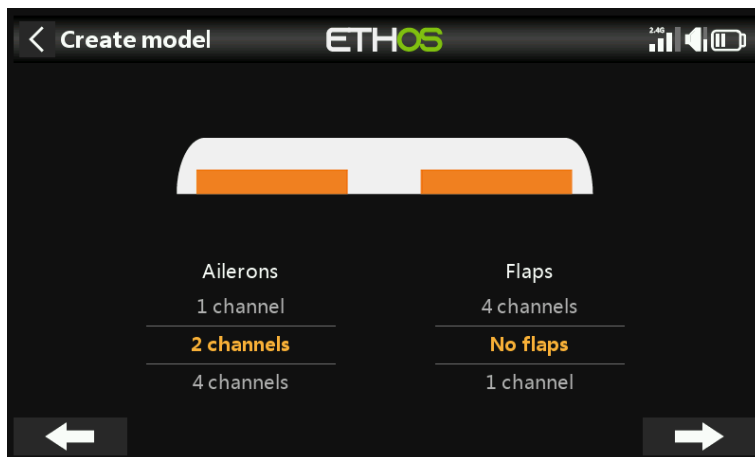 Create model
ETHOS
2.4G
Ailerons
Flaps
1 channel
4 channels
2 channels
No flaps
4 channels
1 channel